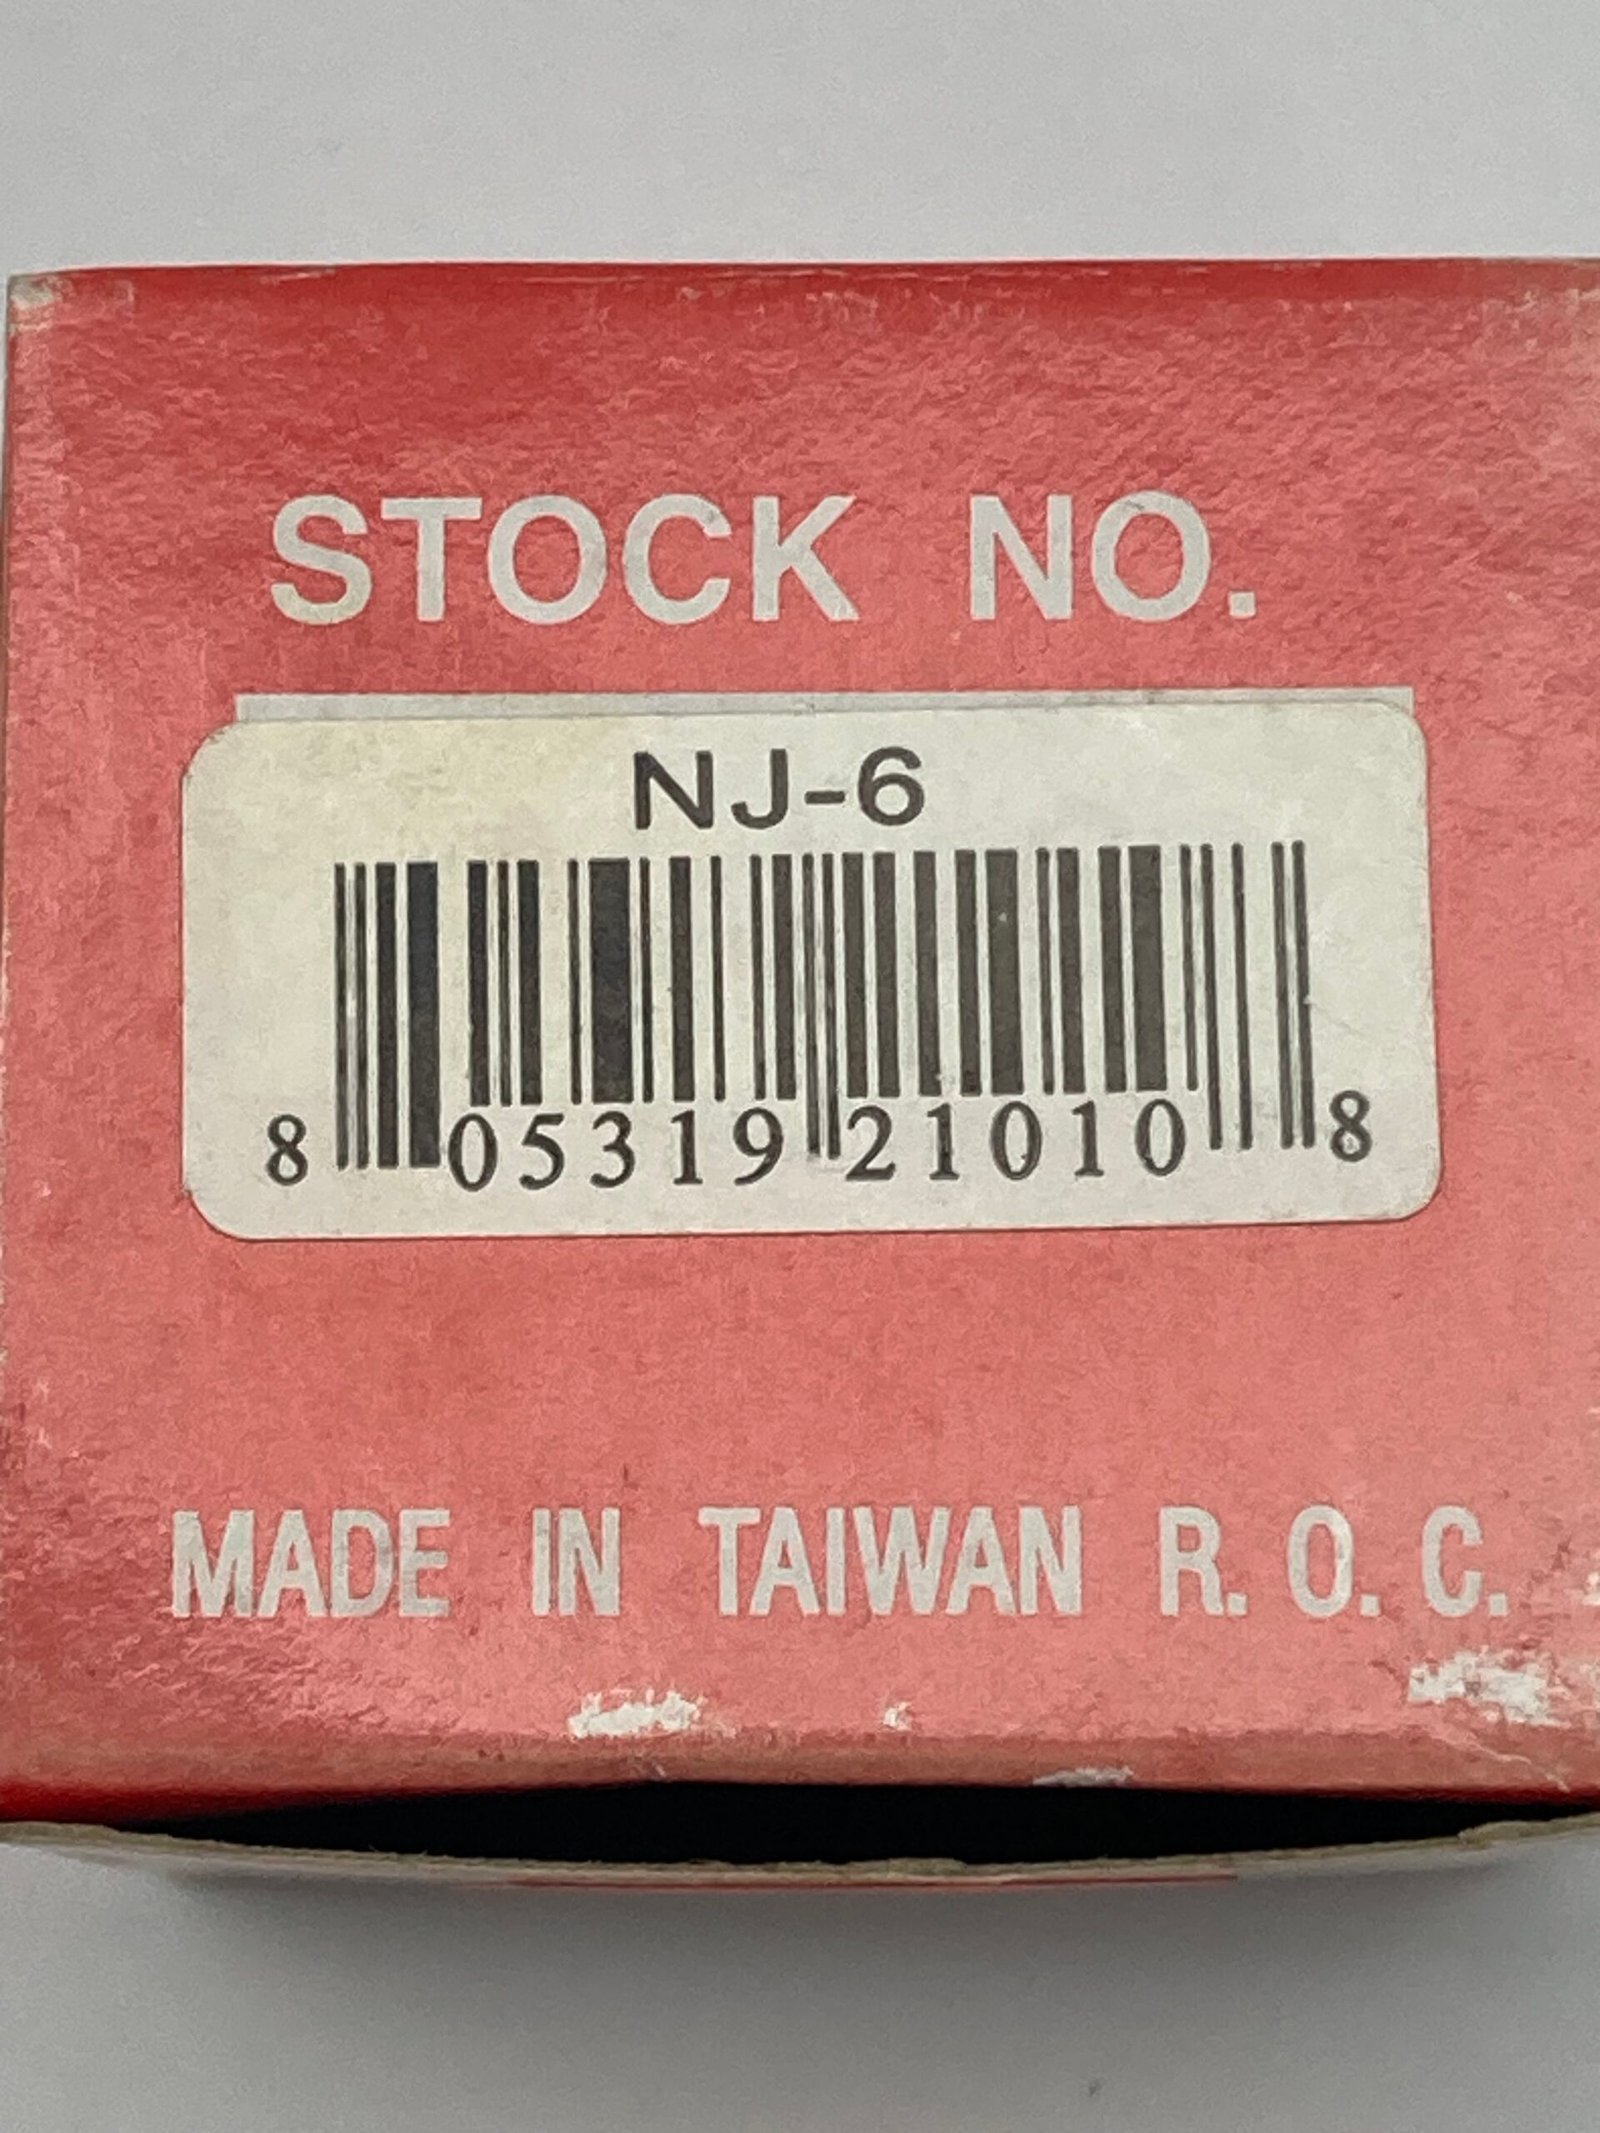 STOCK NO.
NJ-6
8 05319 21010 8
MADE IN TAIWAN R. O. C.